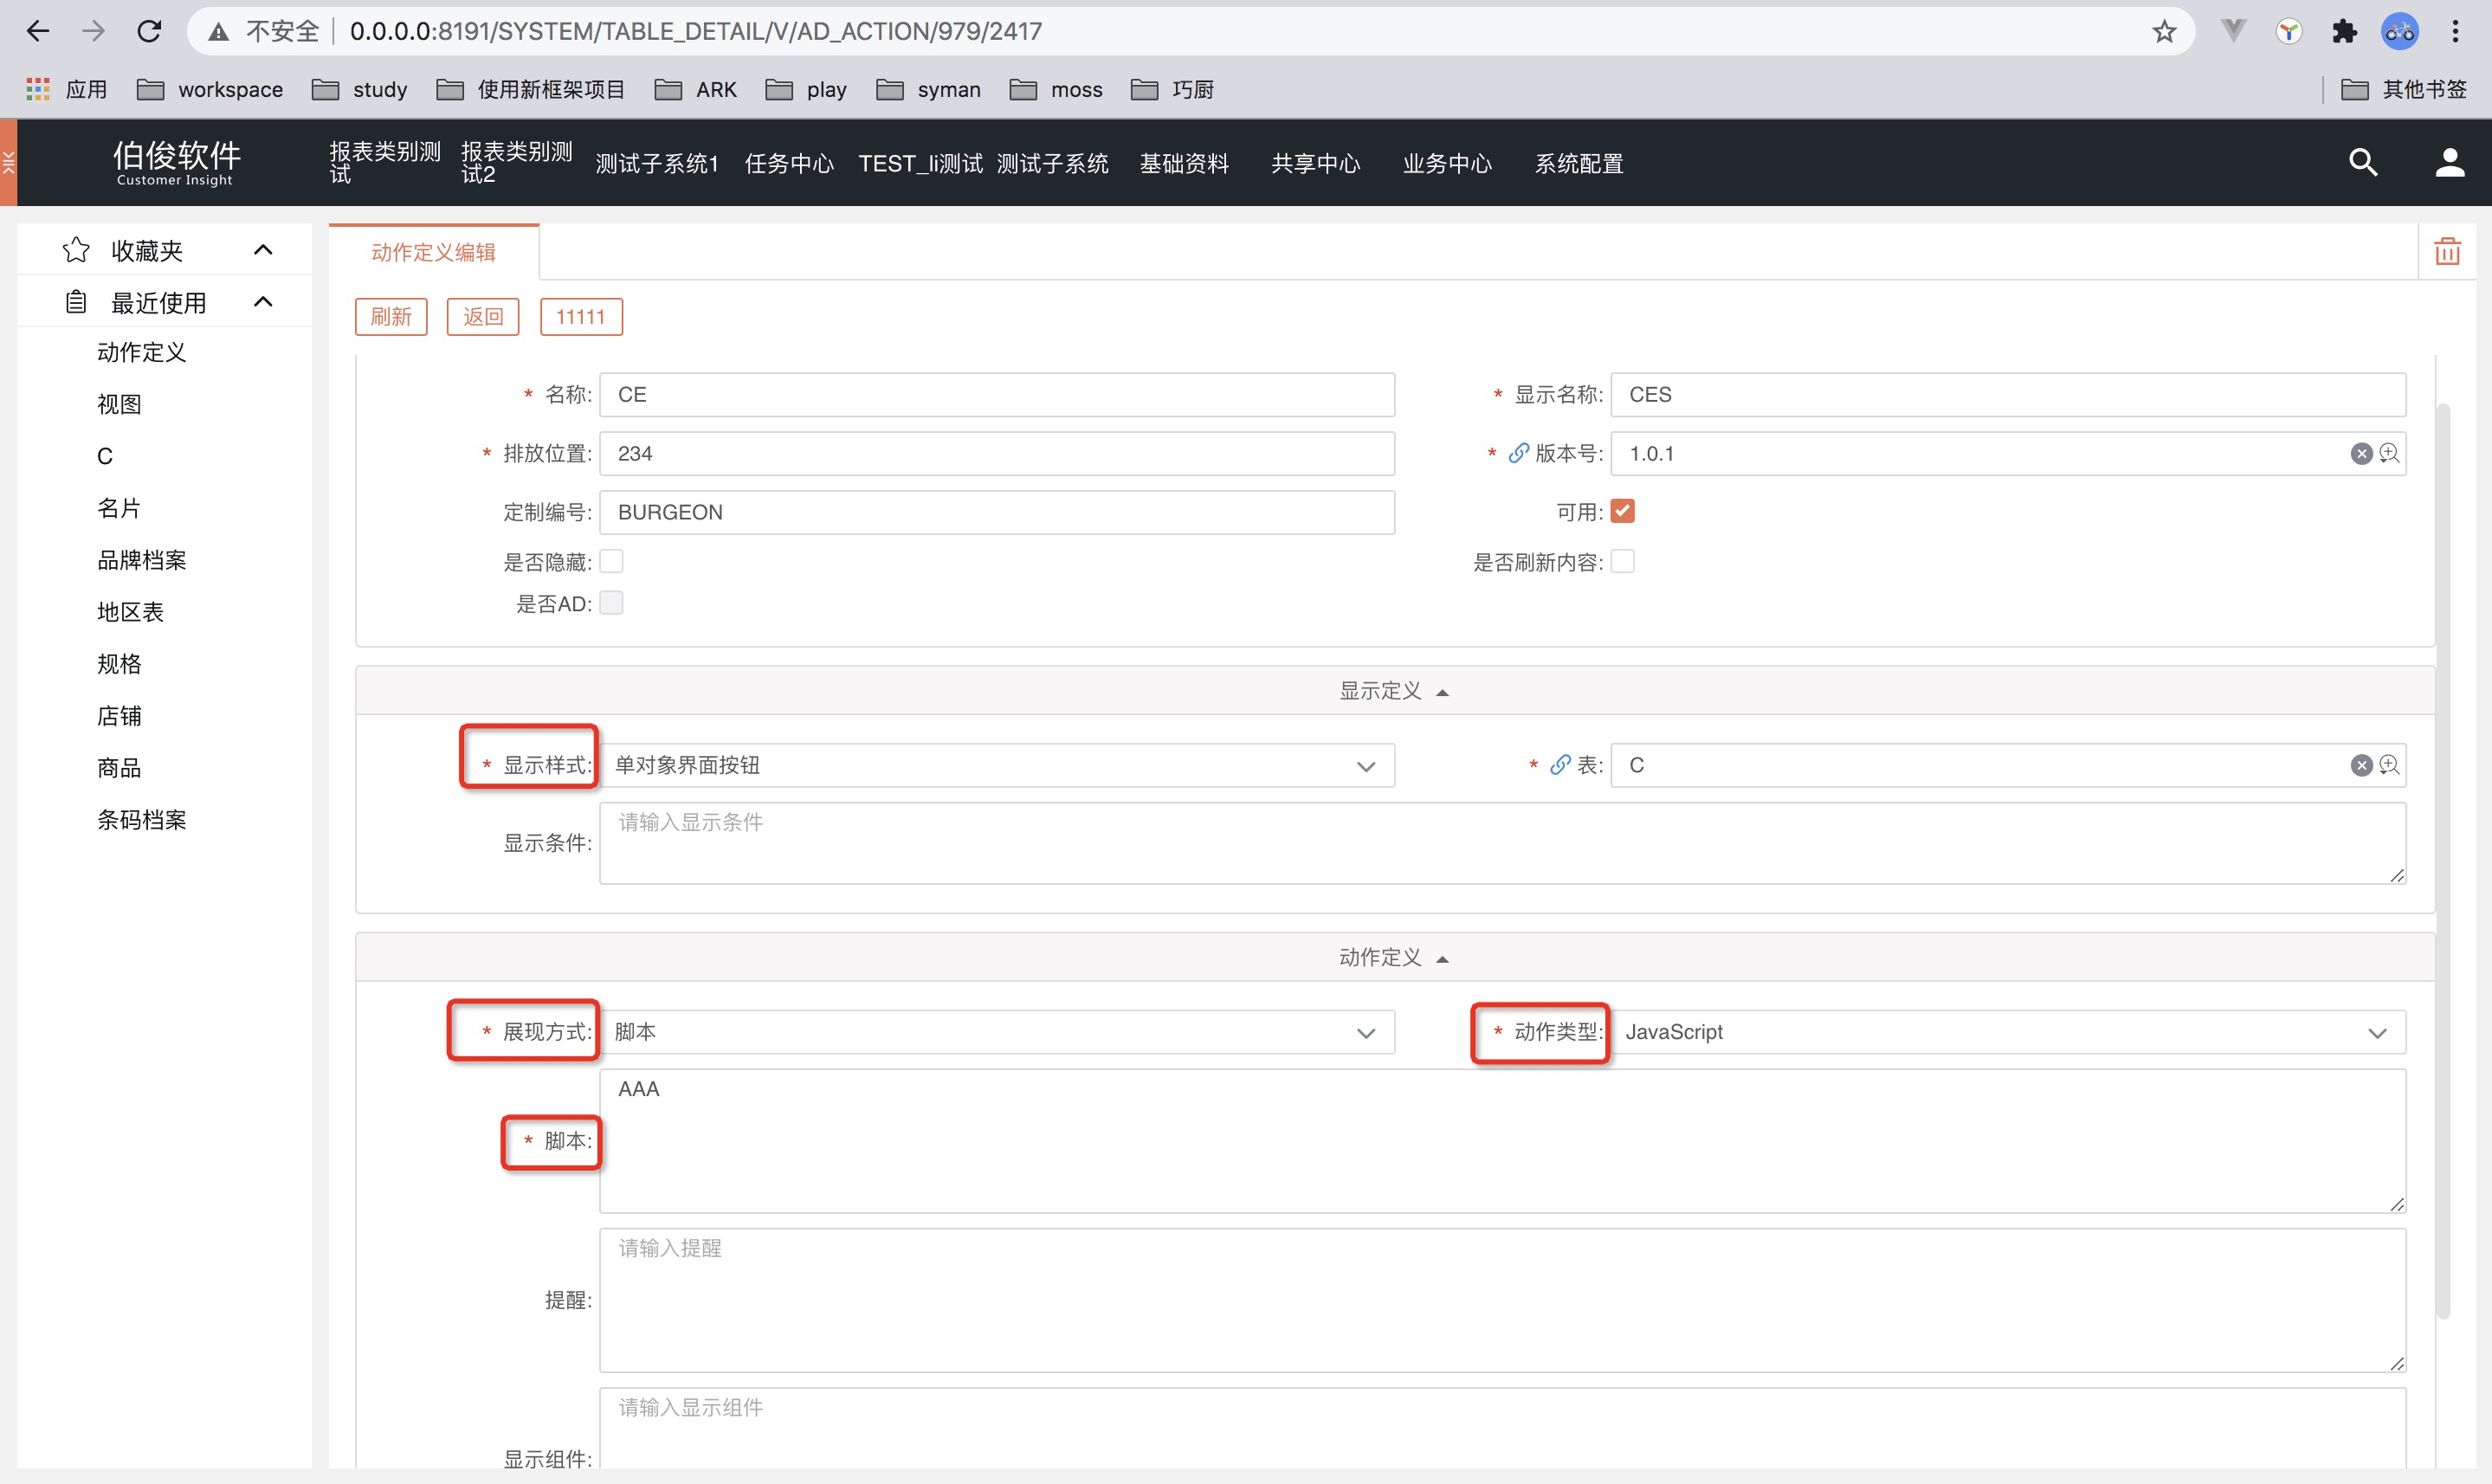 不安全 0.0.0.0:8191/SYSTEM/TABLE_DETAIL/V/AD_ACTION/979/2417
应用 workspace study 使用新框架项目 ARK play syman moss 巧厨 其他书签
伯俊软件
Customer Insight
报表类别测试 报表类别测试2 测试子系统1 任务中心 TEST_li测试 测试子系统 基础资料 共享中心 业务中心 系统配置
收藏夹
最近使用
动作定义
视图
C
名片
品牌档案
地区表
规格
店铺
商品
条码档案
动作定义编辑
刷新 返回 11111
* 名称: CE * 显示名称: CES
* 排放位置: 234 * 版本号: 1.0.1
定制编号: BURGEON 可用:
是否隐藏: 是否刷新内容:
是否AD:
显示定义
* 显示样式: 单对象界面按钮 * 表: C
显示条件: 请输入显示条件
动作定义
* 展现方式: 脚本 * 动作类型: JavaScript
* 脚本: AAA
提醒: 请输入提醒
显示组件: 请输入显示组件